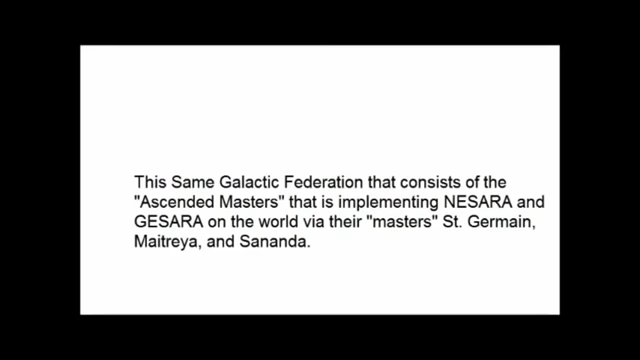 This Same Galactic Federation that consists of the
"Ascended Masters" that is implementing NESARA and
GESARA on the world via their "masters" St. Germain,
Maitreya, and Sananda.